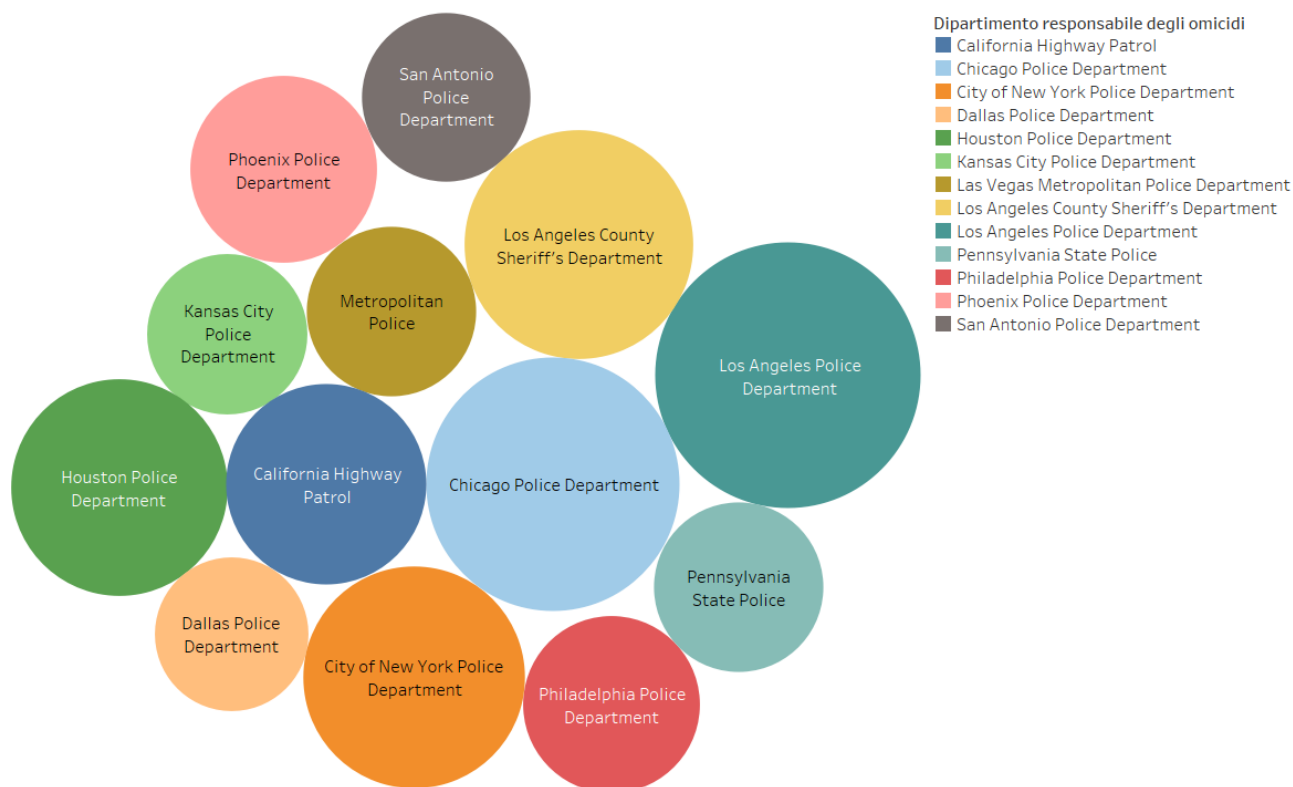 San Antonio
Police
Department
Phoenix Police
Department
Los Angeles County
Sheriff's Department
Kansas City
Police
Department
Metropolitan
Police
Los Angeles Police
Department
Houston Police
Department
California Highway
Patrol
Chicago Police Department
Pennsylvania
State Police
Dallas Police
Department
City of New York Police
Department
Philadelphia Police
Department
Dipartimento responsabile degli omicidi
California Highway Patrol
Chicago Police Department
City of New York Police Department
Dallas Police Department
Houston Police Department
Kansas City Police Department
Las Vegas Metropolitan Police Department
Los Angeles County Sheriff's Department
Los Angeles Police Department
Pennsylvania State Police
Philadelphia Police Department
Phoenix Police Department
San Antonio Police Department